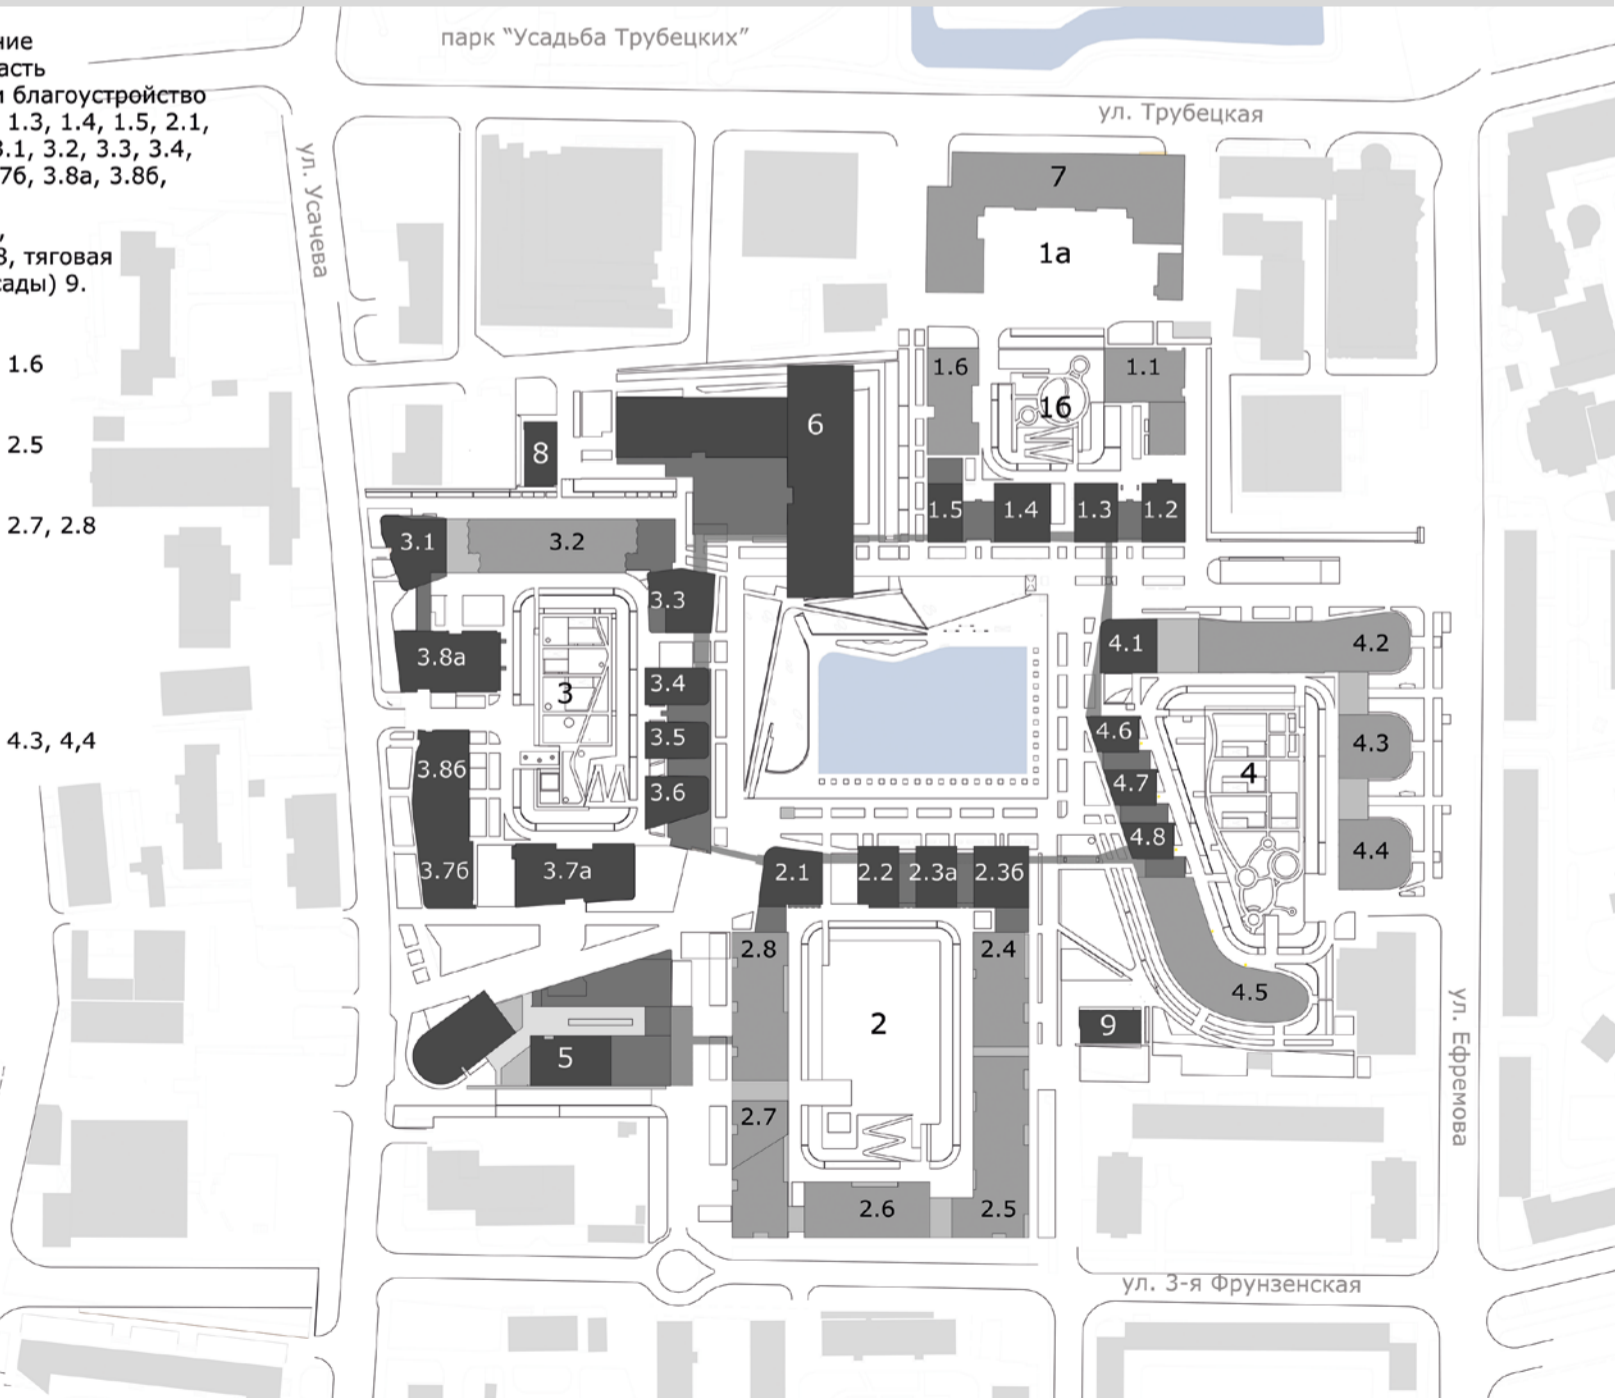 ние
асть
и благоустройство
1.3, 1.4, 1.5, 2.1,
3.1, 3.2, 3.3, 3.4,
7б, 3.8а, 3.8б,
,
3, тяговая
сады) 9.
1.6
2.5
2.7, 2.8
4.3, 4,4
парк “Усадьба Трубецких”
ул. Трубецкая
ул. Усачева
7
1а
1.6
1.1
1б
6
8
1.5
1.4
1.3
1.2
3.1
3.2
3.3
3.8а
3
3.4
3.5
3.6
3.8б
3.7б
3.7а
4.1
4.2
4.6
4.3
4.7
4
4.8
4.4
2.1
2.2
2.3а
2.3б
2.8
2.4
4.5
2
9
5
2.7
2.6
2.5
ул. Ефремова
ул. 3-я Фрунзенская